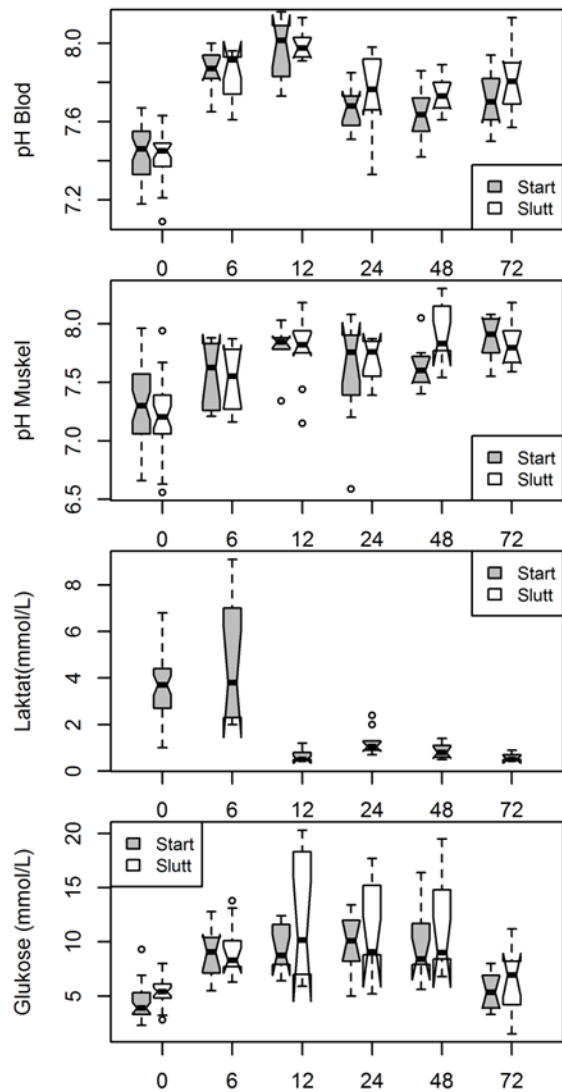 pH Blod
8.0
7.6
7.2
Start
Slutt
0 6 12 24 48 72
pH Muskel
8.0
7.5
7.0
6.5
Start
Slutt
0 6 12 24 48 72
Laktat(mmol/L)
8
6
4
2
0
Start
Slutt
0 6 12 24 48 72
Glukose (mmol/L)
20
15
10
5
Start
Slutt
0 6 12 24 48 72